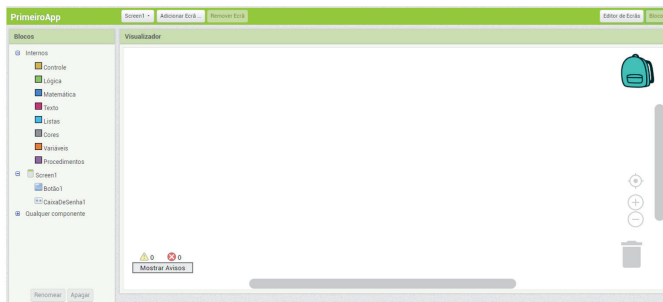 PrimeiroApp
Screen1
Adicionar Ecrã ...
Remover Ecrã
Editor de Ecrãs
Blocos
Visualizador
Internos
Controle
Lógica
Matemática
Texto
Listas
Cores
Variáveis
Procedimentos
Screen1
Botão1
CaixaDeSenha1
Qualquer componente
0
0
Mostrar Avisos
Renomear
Apagar